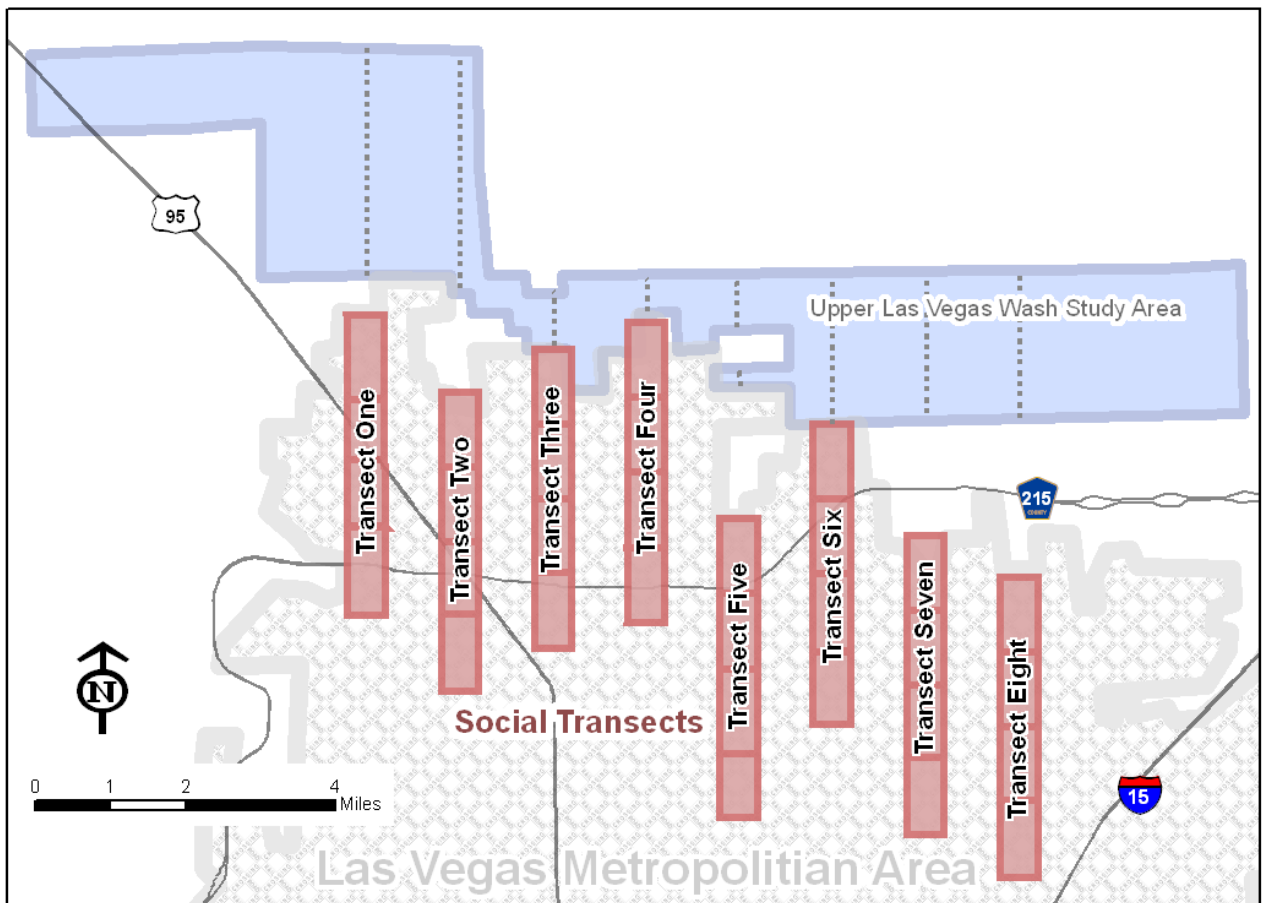 95
Upper Las Vegas Wash Study Area
Transect One
Transect Two
Transect Three
Transect Four
Transect Five
Transect Six
Transect Seven
Transect Eight
215
COUNTY
N
Social Transects
0 1 2 4
Miles
15
Las Vegas Metropolitian Area